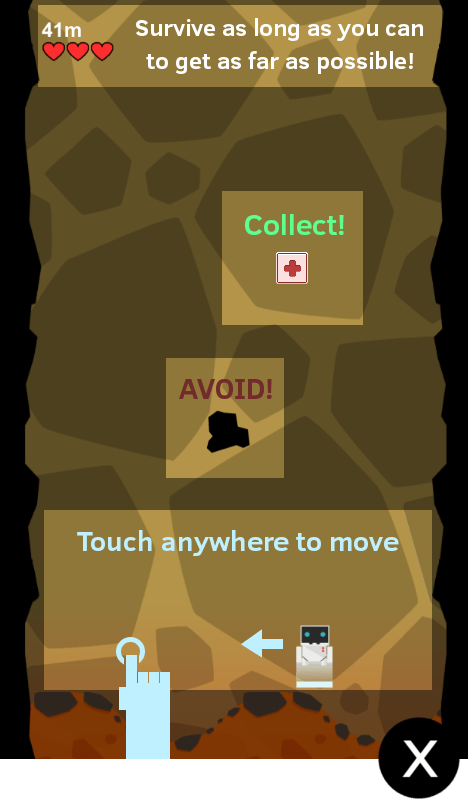 41m
Survive as long as you can
to get as far as possible!
Collect!
AVOID!
Touch anywhere to move
X